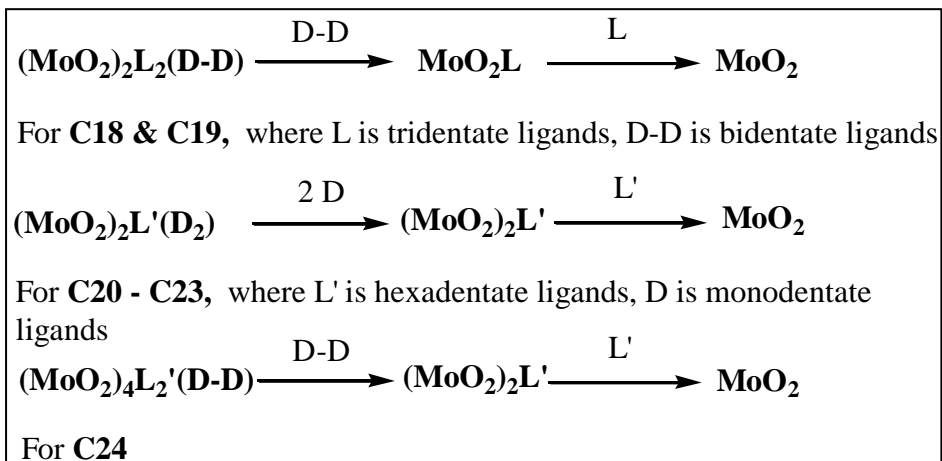 D-D L
(MoO₂)₂L₂(D-D) → MoO₂L → MoO₂
For C18 & C19, where L is tridentate ligands, D-D is bidentate ligands
2 D L'
(MoO₂)₂L'(D₂) → (MoO₂)₂L' → MoO₂
For C20 - C23, where L' is hexadentate ligands, D is monodentate
ligands
D-D L'
(MoO₂)₄L₂'(D-D) → (MoO₂)₂L' → MoO₂
For C24